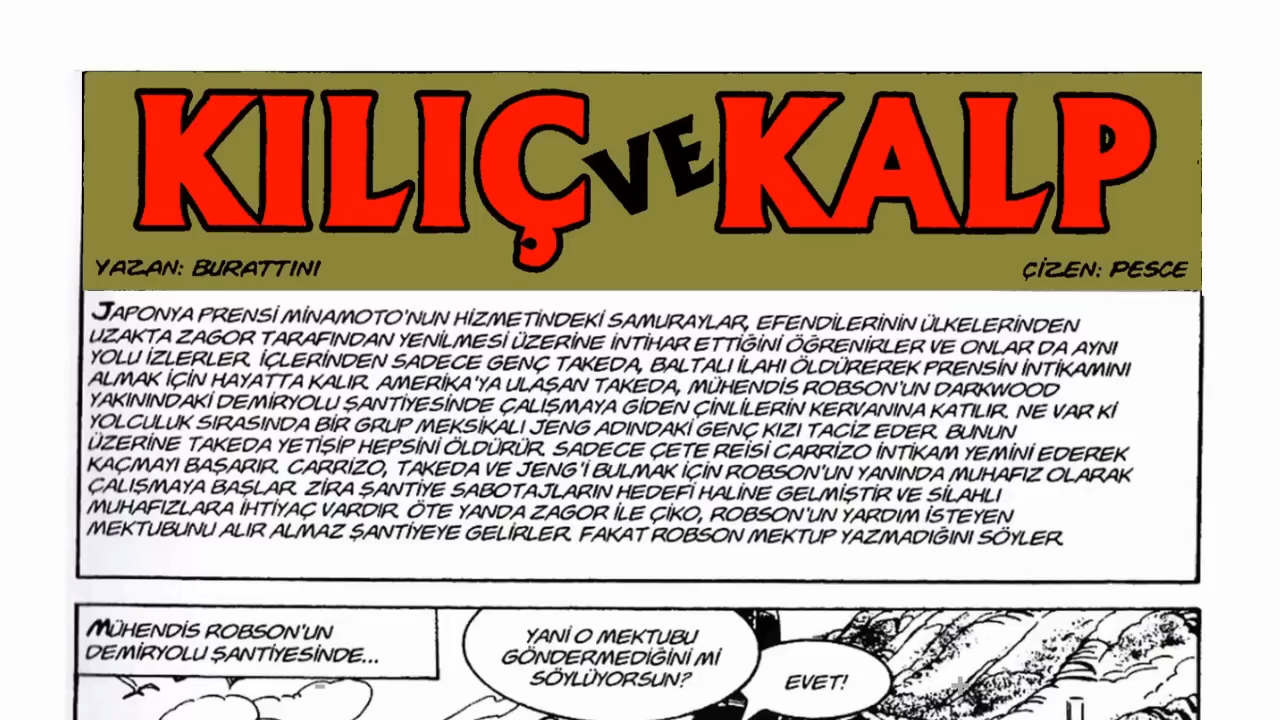 KILIÇ VE KALP
YAZAN: BURATTINI
ÇİZEN: PESCE
JAPONYA PRENSİ MİNAMOTO'NUN HİZMETİNDEKİ SAMURAYLAR, EFENDİLERİNİN ÜLKELERİNDEN
UZAKTA ZAGOR TARAFINDAN YENİLMESİ ÜZERİNE İNTİHAR ETTİĞİNİ ÖĞRENİRLER VE ONLAR DA AYNI
YOLU İZLERLER. İÇLERİNDEN SADECE GENÇ TAKEDA, BALTALI İLAHI ÖLDÜREREK PRENSİN İNTİKAMINI
ALMAK İÇİN HAYATTA KALIR. AMERİKA'YA ULAŞAN TAKEDA, MÜHENDİS ROBSON'UN DARKWOOD
YAKININDAKİ DEMİRYOLU ŞANTİYESİNDE ÇALIŞMAYA GİDEN ÇİNLİLERİN KERVANINA KATILIR. NE VAR Kİ
YOLCULUK SIRASINDA BİR GRUP MEKSİKALI JENG ADINDAKİ GENÇ KIZI TACİZ EDER. BUNUN
ÜZERİNE TAKEDA YETİŞİP HEPSİNİ ÖLDÜRÜR. SADECE ÇETE REİSİ CARRİZO İNTİKAM YEMİNİ EDEREK
KAÇMAYI BAŞARIR. CARRİZO, TAKEDA VE JENG'İ BULMAK İÇİN ROBSON'UN YANINDA MUHAFIZ OLARAK
ÇALIŞMAYA BAŞLAR. ZİRA ŞANTİYE SABOTAJLARIN HEDEFİ HALİNE GELMİŞTİR VE SİLAHLI
MUHAFIZLARA İHTİYAÇ VARDIR. ÖTE YANDA ZAGOR İLE ÇİKO, ROBSON'UN YARDIM İSTEYEN
MEKTUBUNU ALIR ALMAZ ŞANTİYEYE GELİRLER. FAKAT ROBSON MEKTUP YAZMADIĞINI SÖYLER.
MÜHENDİS ROBSON'UN
DEMİRYOLU ŞANTİYESİNDE...
YANİ O MEKTUBU
GÖNDERMEDİĞİNİ Mİ
SÖYLÜYORSUN?
EVET!